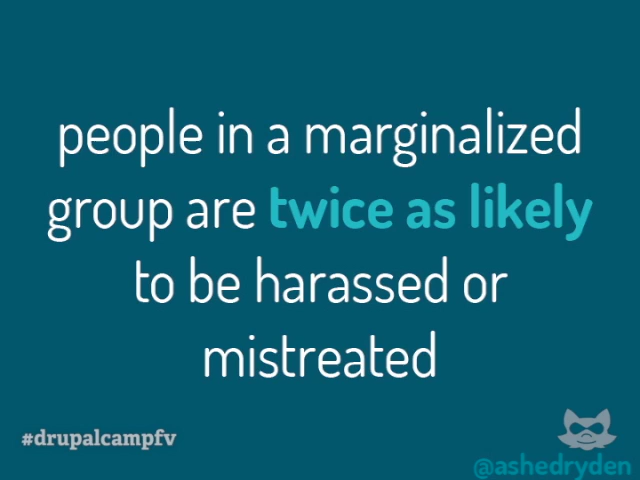 people in a marginalized
group are twice as likely
to be harassed or
mistreated
#drupalcampfv
@ashedryden